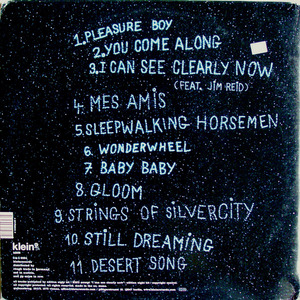 1. PLEASURE BOY
2. YOU COME ALONG
3. I CAN SEE CLEARLY NOW
(FEAT. JIM REID)
4. MES AMIS
5. SLEEPWALKING HORSEMEN
6. WONDERWHEEL
7. BABY BABY
8. GLOOM
9. STRINGS OF SILVERCITY
10. STILL DREAMING
11. DESERT SONG
klein